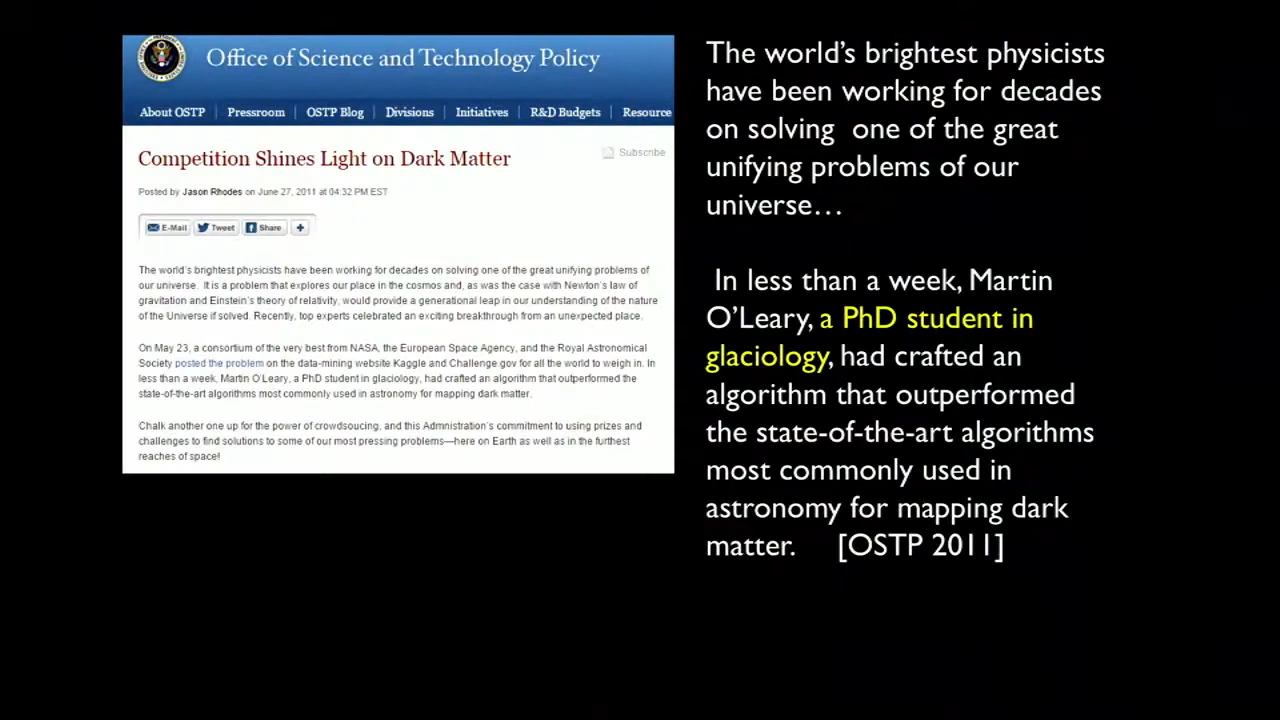 Office of Science and Technology Policy
About OSTP | Pressroom | OSTP Blog | Divisions | Initiatives | R&D Budgets | Resource
Competition Shines Light on Dark Matter
Subscribe
Posted by Jason Rhodes on June 27, 2011 at 04:32 PM EST
E-Mail Tweet Share +
The world's brightest physicists have been working for decades on solving one of the great unifying problems of
our universe. It is a problem that explores our place in the cosmos and, as was the case with Newton's law of
gravitation and Einstein's theory of relativity, would provide a generational leap in our understanding of the nature
of the Universe if solved. Recently, top experts celebrated an exciting breakthrough from an unexpected place.
On May 23, a consortium of the very best from NASA, the European Space Agency, and the Royal Astronomical
Society posted the problem on the data-mining website Kaggle and Challenge.gov for all the world to weigh in. In
less than a week, Martin O'Leary, a PhD student in glaciology, had crafted an algorithm that outperformed the
state-of-the-art algorithms most commonly used in astronomy for mapping dark matter.
Chalk another one up for the power of crowdsoucing, and this Admnistration's commitment to using prizes and
challenges to find solutions to some of our most pressing problems—here on Earth as well as in the furthest
reaches of space!
The world's brightest physicists
have been working for decades
on solving one of the great
unifying problems of our
universe…
In less than a week, Martin
O'Leary, a PhD student in
glaciology, had crafted an
algorithm that outperformed
the state-of-the-art algorithms
most commonly used in
astronomy for mapping dark
matter. [OSTP 2011]